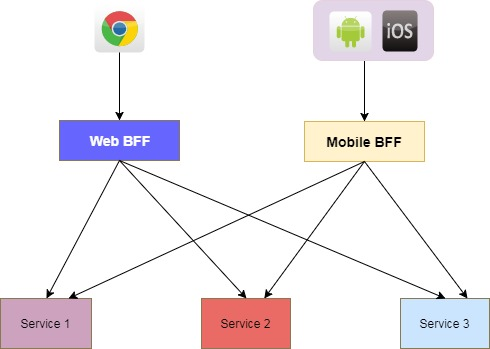 iOS
Web BFF
Mobile BFF
Service 1
Service 2
Service 3